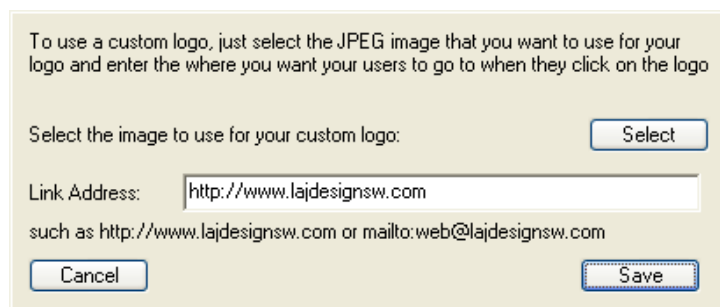 To use a custom logo, just select the JPEG image that you want to use for your
logo and enter the where you want your users to go to when they click on the logo
Select the image to use for your custom logo: Select
Link Address: http://www.lajdesignsw.com
such as http://www.lajdesignsw.com or mailto:web@lajdesignsw.com
Cancel Save